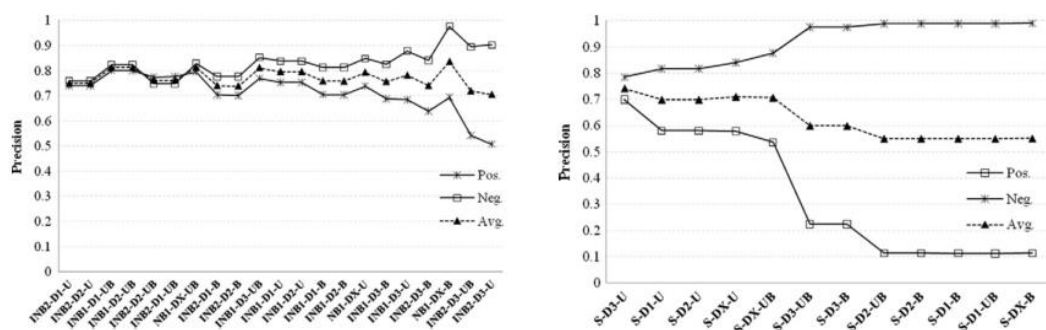 1
0.9
0.8
0.7
0.6
0.5
0.4
0.3
0.2
0.1
0
Precision
Pos.
Neg.
Avg.
INB2-D1-U
INB2-D2-U
INB1-D1-UB
INB1-D2-UB
INB2-D2-UB
INB2-D1-UB
NB1-DX-UB
INB2-D1-B
INB2-D2-B
INB1-D3-UB
INB1-D1-U
INB1-D2-U
INB1-D1-B
INB1-D2-B
NB1-DX-U
INB1-D3-B
INB1-D3-U
INB2-D3-B
NB1-DX-B
INB2-D3-UB
INB2-D3-U
1
0.9
0.8
0.7
0.6
0.5
0.4
0.3
0.2
0.1
0
Precision
Pos.
Neg.
Avg.
S-D3-U
S-D1-U
S-D2-U
S-DX-U
S-DX-UB
S-D3-UB
S-D3-B
S-D2-UB
S-D2-B
S-D1-B
S-D1-UB
S-DX-B